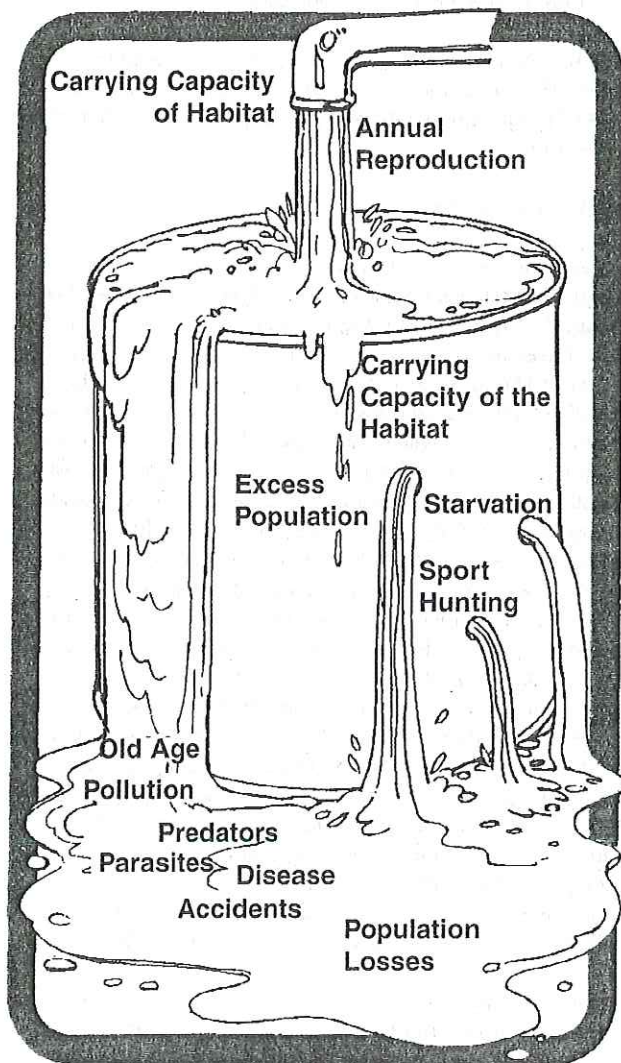 Carrying Capacity
of Habitat
Annual
Reproduction
Carrying
Capacity of the
Habitat
Excess
Population
Starvation
Sport
Hunting
Old Age
Pollution
Predators
Parasites
Disease
Accidents
Population
Losses